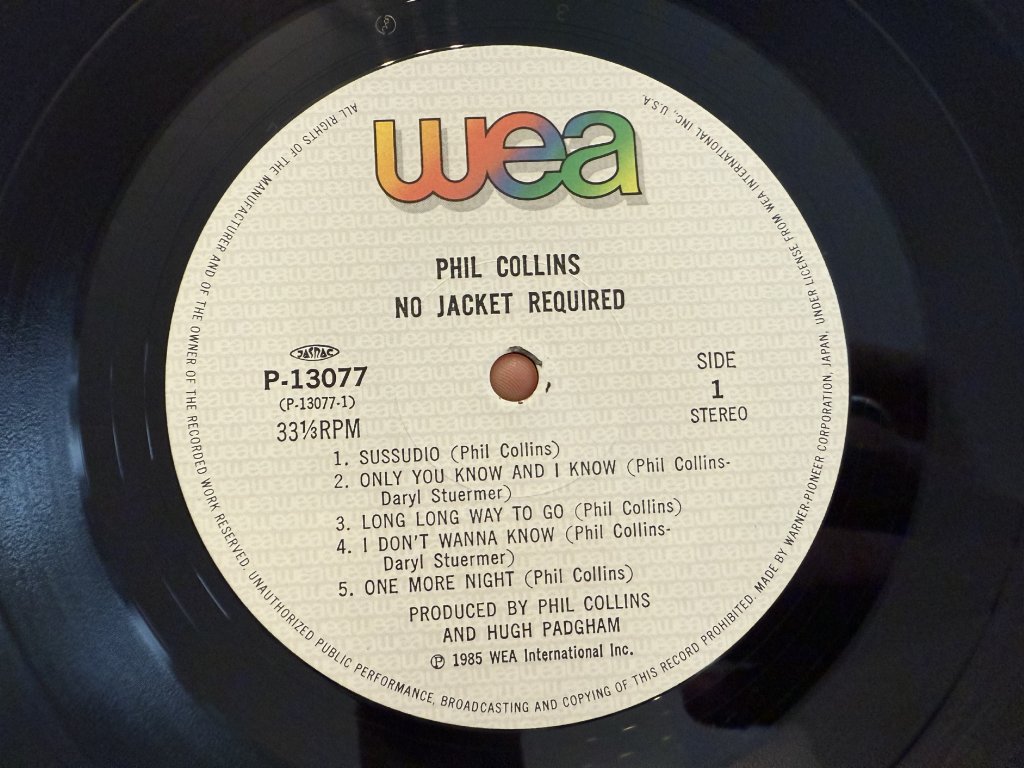 wea
PHIL COLLINS
NO JACKET REQUIRED
JASRAC
P-13077
(P-13077-1)
33⅓RPM
SIDE
1
STEREO
1. SUSSUDIO (Phil Collins)
2. ONLY YOU KNOW AND I KNOW (Phil Collins-
Daryl Stuermer)
3. LONG LONG WAY TO GO (Phil Collins)
4. I DON'T WANNA KNOW (Phil Collins-
Daryl Stuermer)
5. ONE MORE NIGHT (Phil Collins)
PRODUCED BY PHIL COLLINS
AND HUGH PADGHAM
℗ 1985 WEA International Inc.
ALL RIGHTS OF THE MANUFACTURER AND OF THE OWNER OF THE RECORDED WORK RESERVED. UNAUTHORIZED PUBLIC PERFORMANCE, BROADCASTING AND COPYING OF THIS RECORD PROHIBITED. MADE BY WARNER-PIONEER CORPORATION, JAPAN, UNDER LICENSE FROM WEA INTERNATIONAL INC., U.S.A.